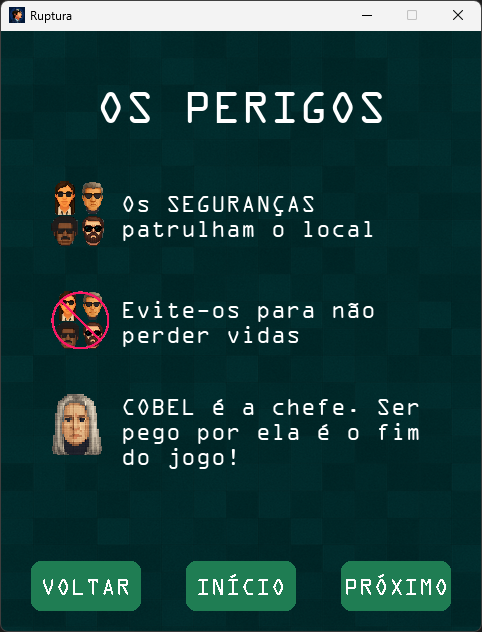 Ruptura
OS PERIGOS
Os SEGURANÇAS
patrulham o local
Evite-os para não
perder vidas
COBEL é a chefe. Ser
pego por ela é o fim
do jogo!
VOLTAR
INÍCIO
PRÓXIMO